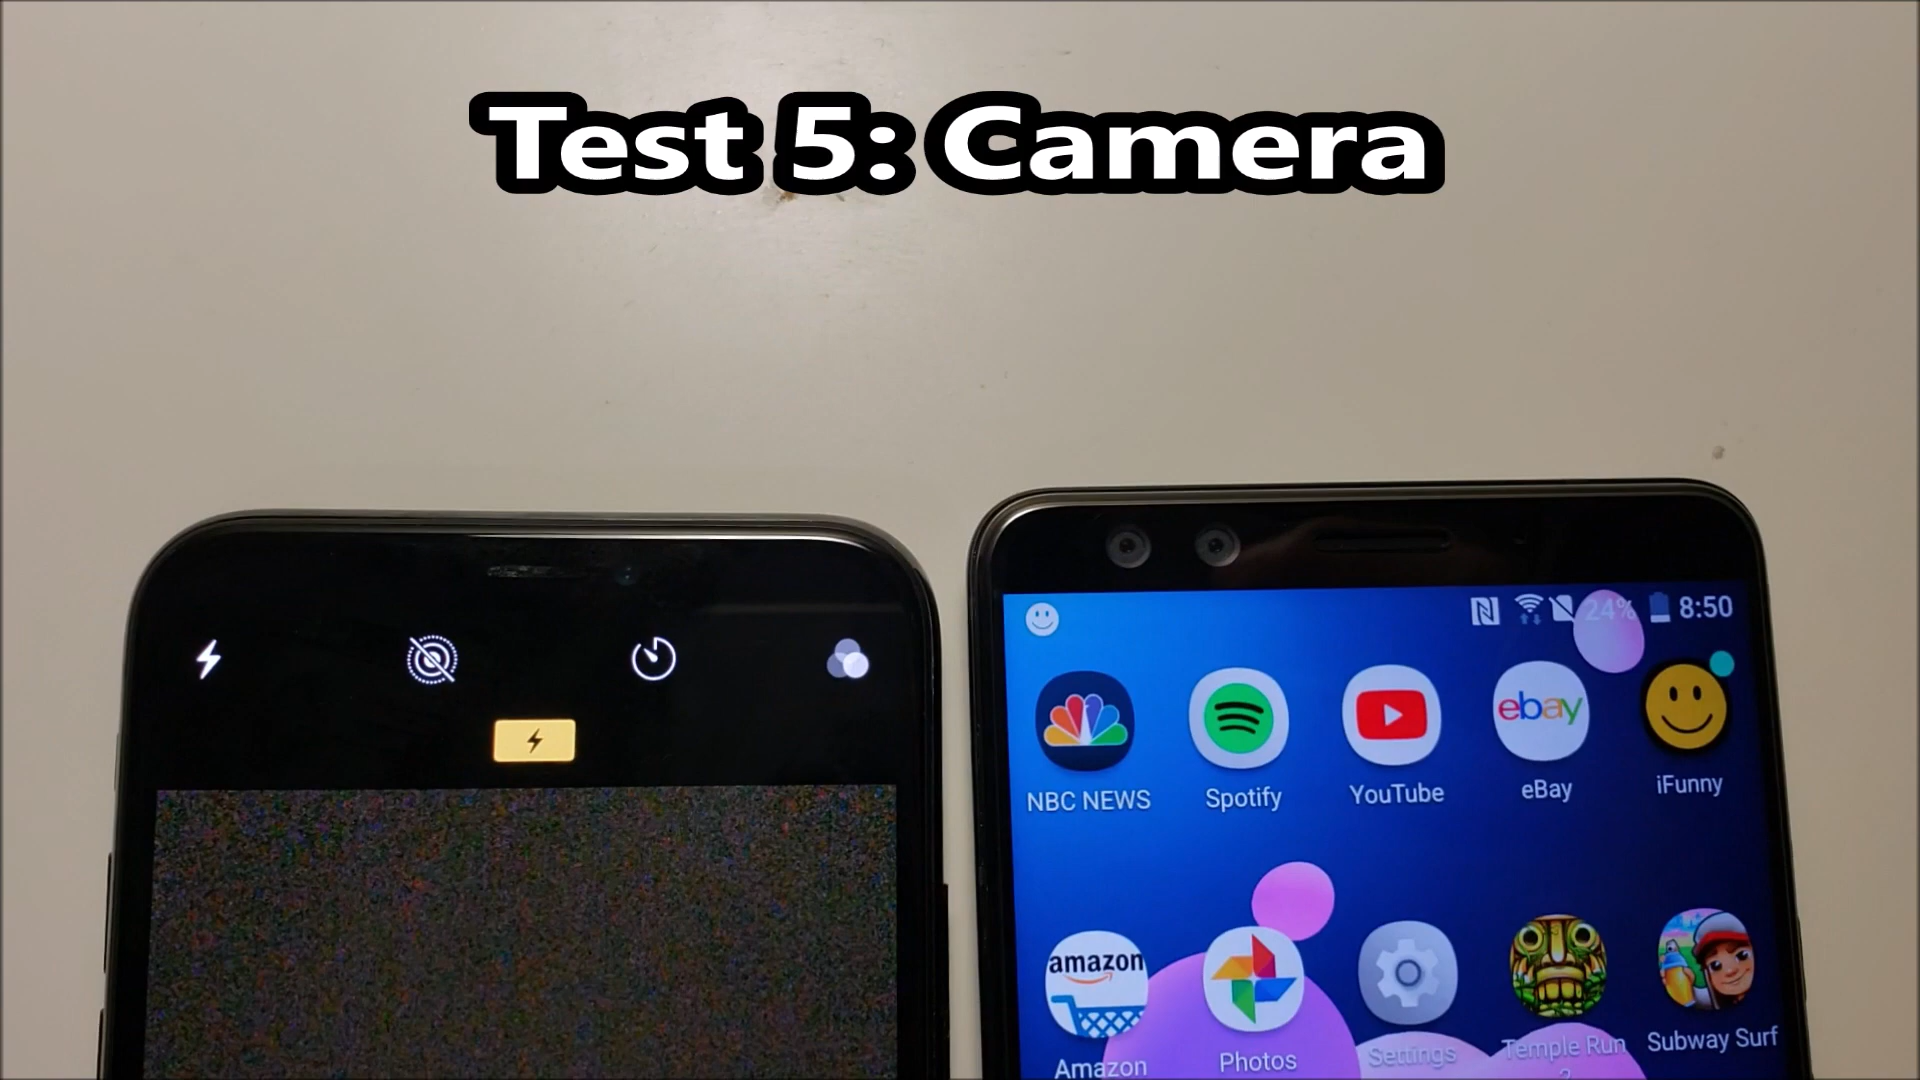 Test 5: Camera
24% 8:50
ebay
NBC NEWS
Spotify
YouTube
eBay
iFunny
amazon
Amazon
Photos
Settings
Temple Run
2
Subway Surf